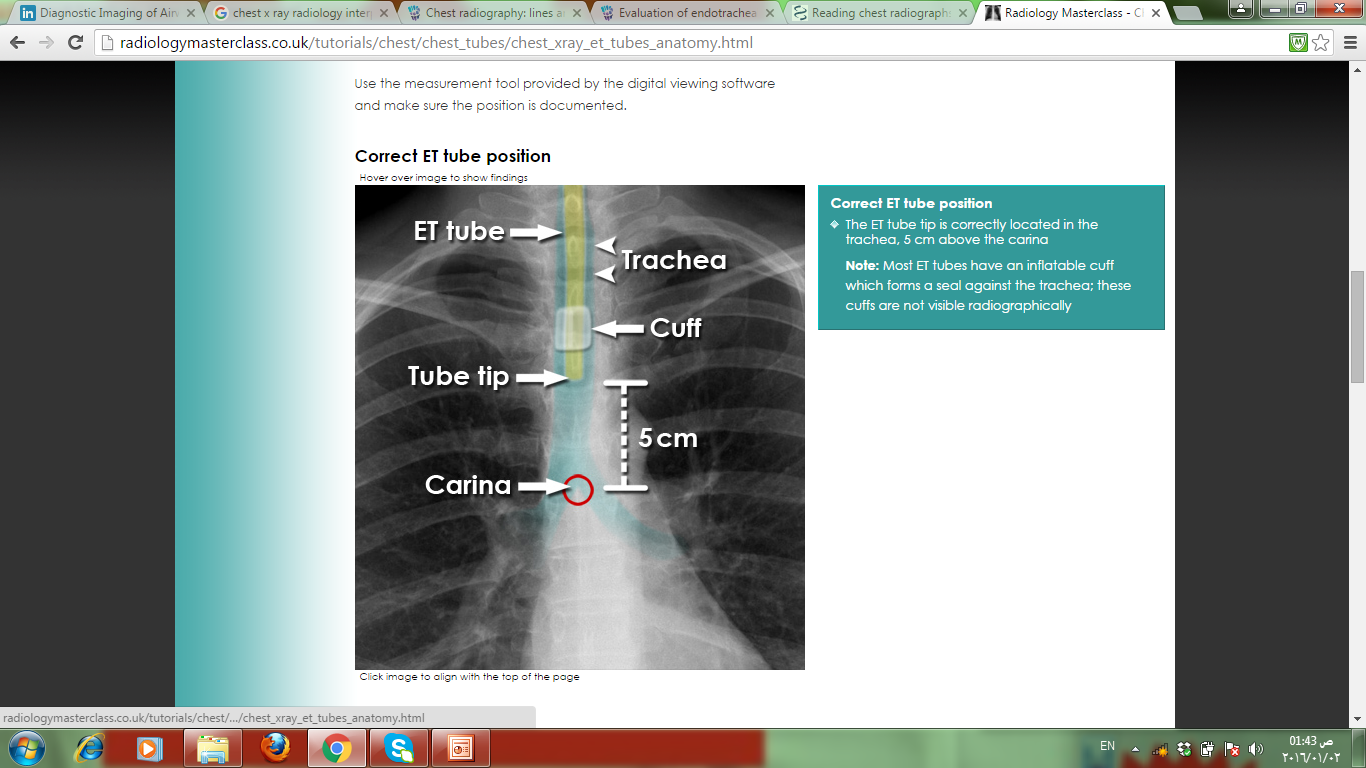 Diagnostic Imaging of Air
chest x ray radiology inter
Chest radiography: lines a
Evaluation of endotrachea
Reading chest radiograph
Radiology Masterclass - C
radiologymasterclass.co.uk/tutorials/chest/chest_tubes/chest_xray_et_tubes_anatomy.html
Use the measurement tool provided by the digital viewing software
and make sure the position is documented.
Correct ET tube position
Hover over image to show findings
ET tube
Trachea
Cuff
Tube tip
5 cm
Carina
Click image to align with the top of the page
Correct ET tube position
The ET tube tip is correctly located in the
trachea, 5 cm above the carina
Note: Most ET tubes have an inflatable cuff
which forms a seal against the trachea; these
cuffs are not visible radiographically
radiologymasterclass.co.uk/tutorials/chest/.../chest_xray_et_tubes_anatomy.html
EN
01:43 ص
٢٠١٦/٠١/٠٢